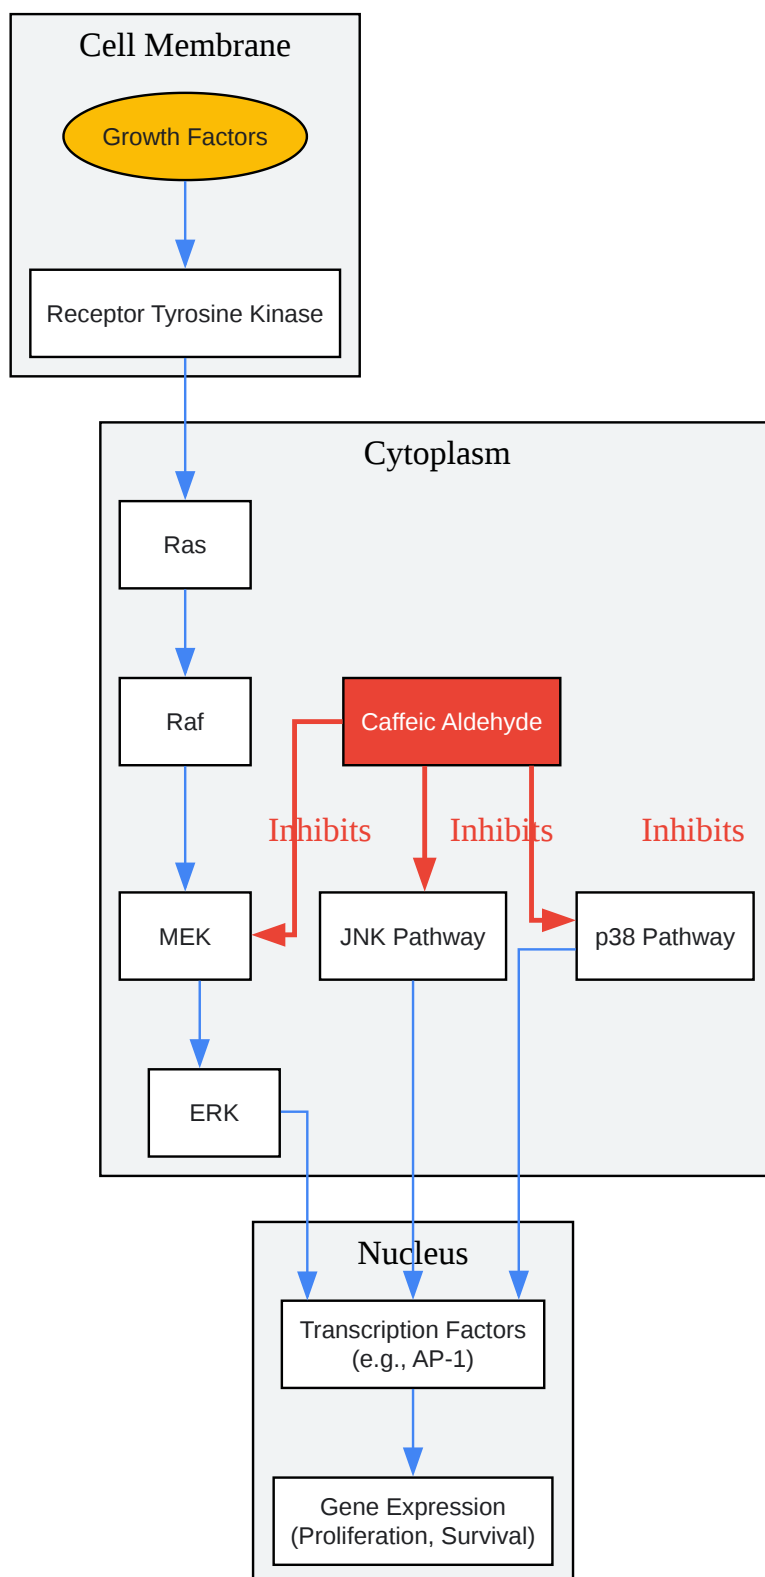 Cell Membrane
Growth Factors
Receptor Tyrosine Kinase
Cytoplasm
Ras
Raf
Caffeic Aldehyde
Inhibits
Inhibits
Inhibits
MEK
JNK Pathway
p38 Pathway
ERK
Nucleus
Transcription Factors
(e.g., AP-1)
Gene Expression
(Proliferation, Survival)